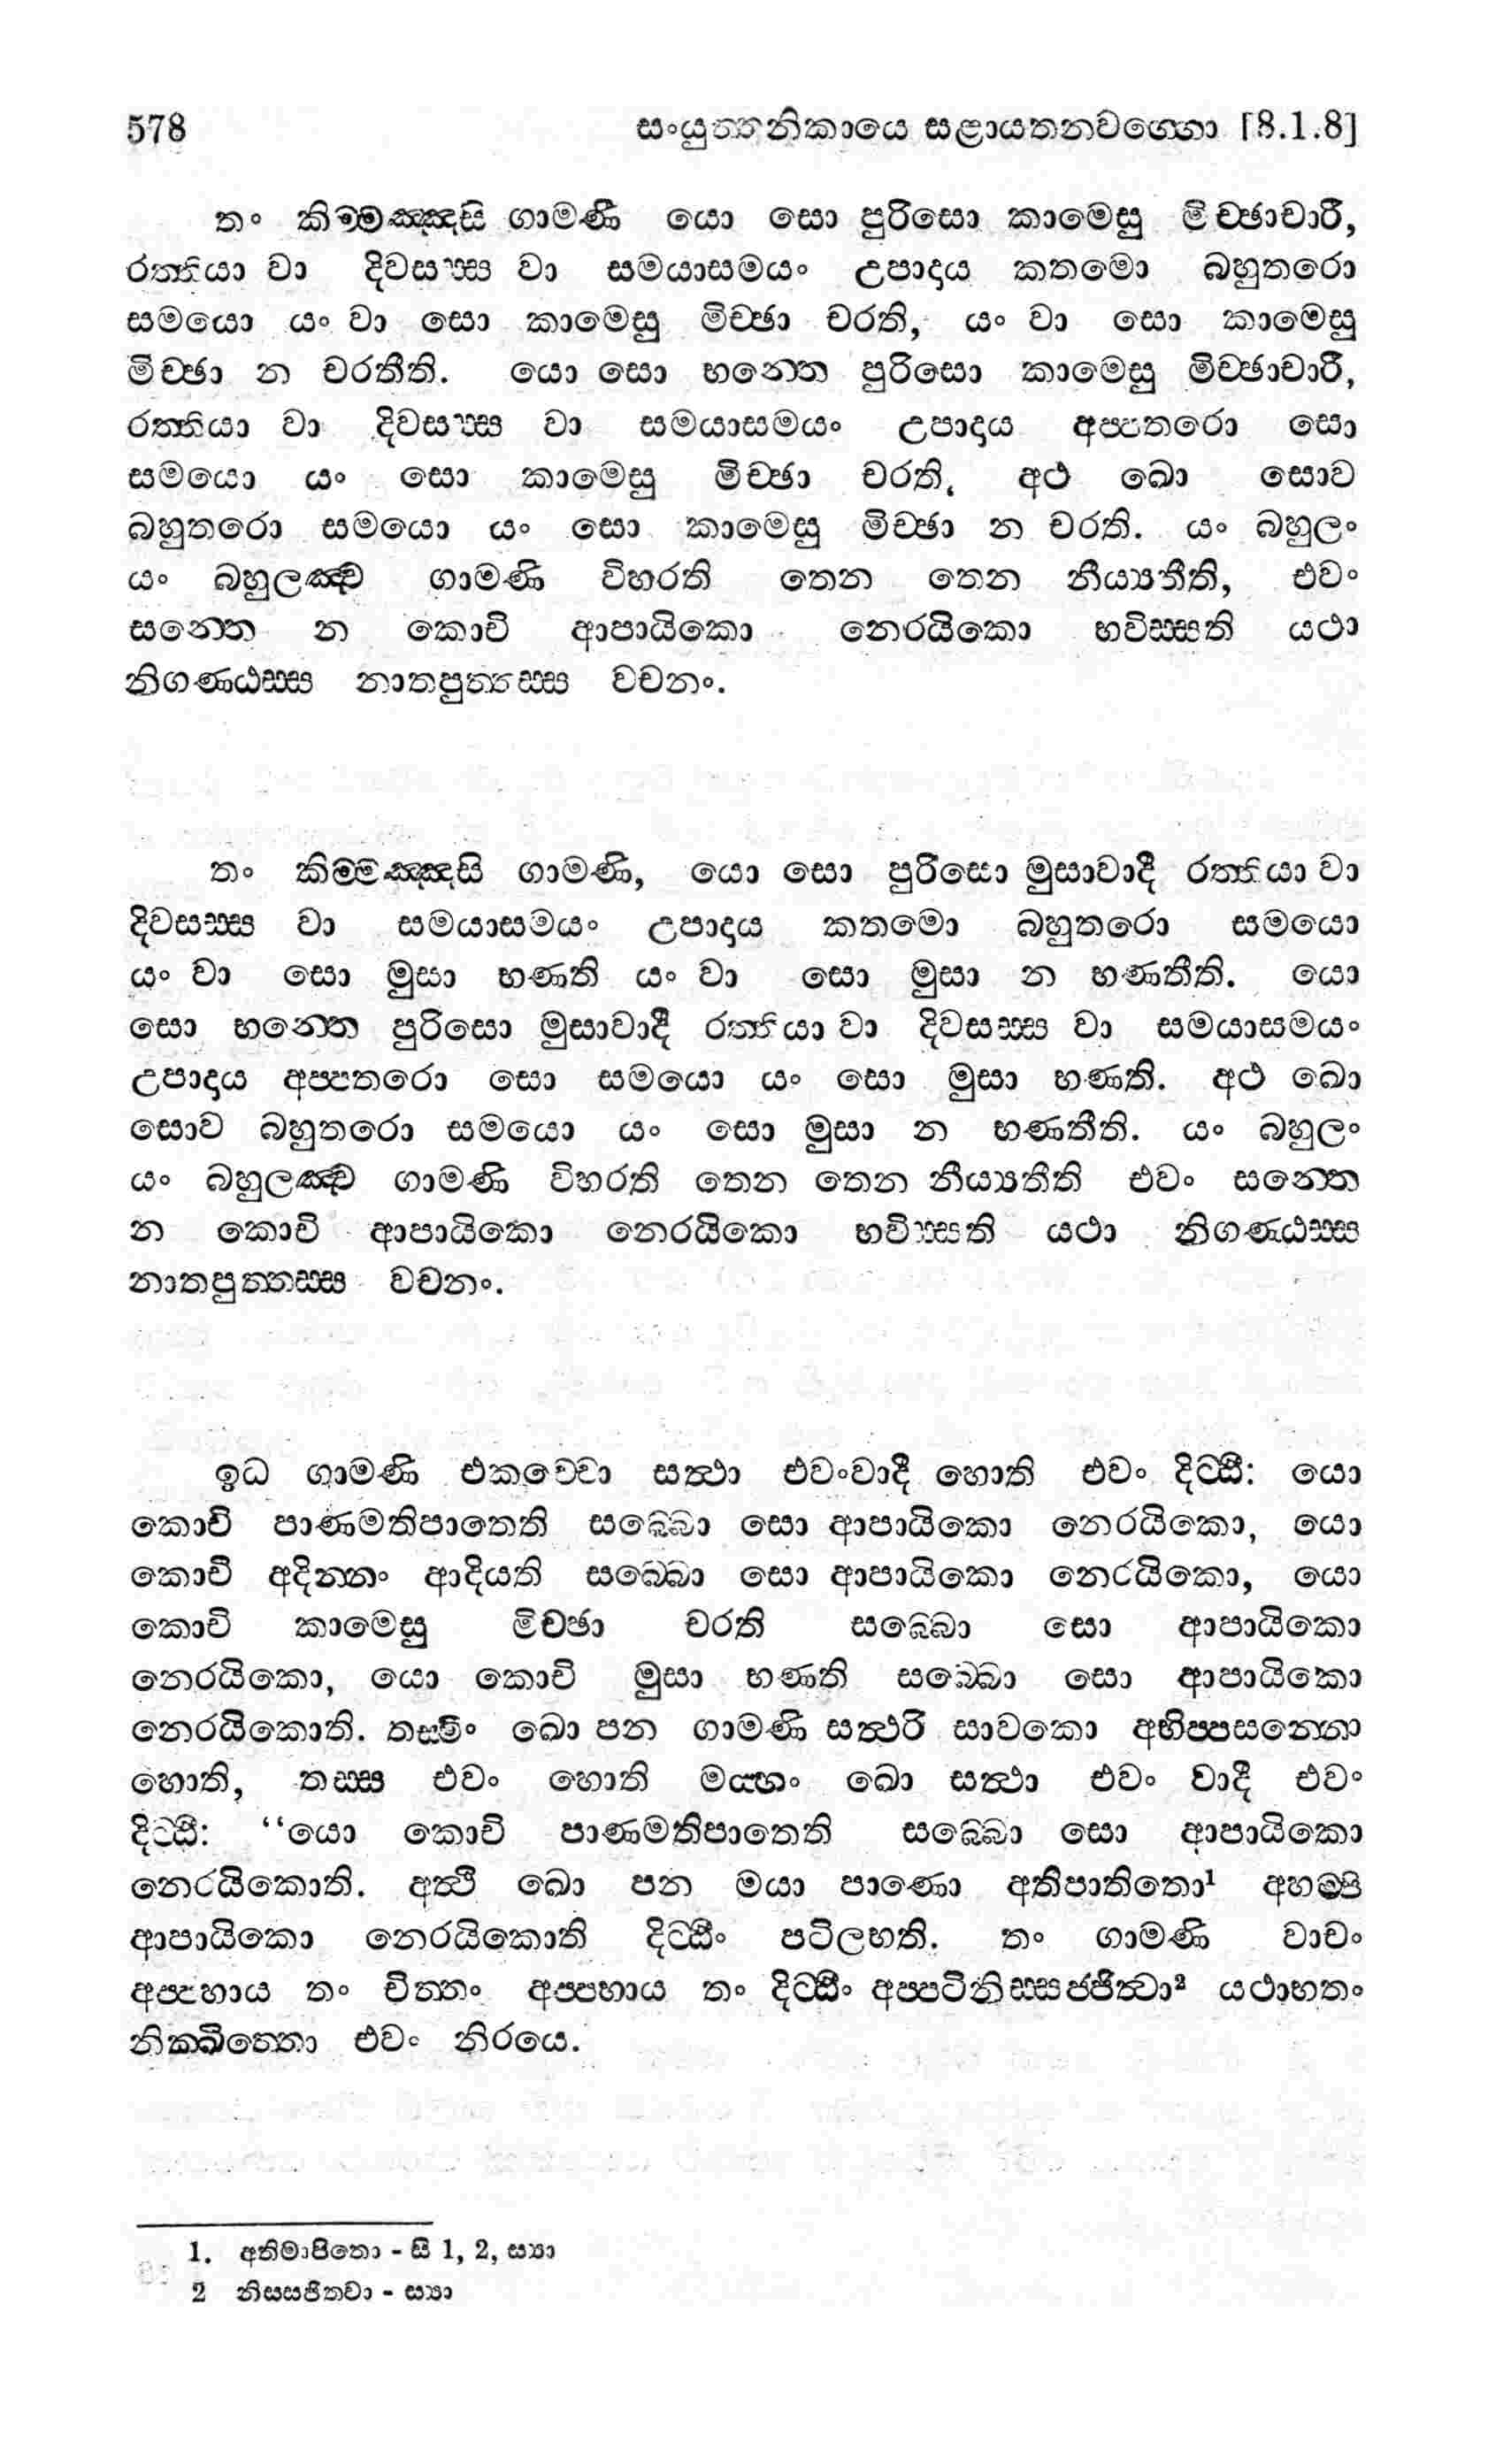 578 සංයුත්තනිකායෙ සළායතනවග්ගො [8.1.8]
තං කිම්මඤ්ඤසි ගාමණී යො සො පුරිසො කාමෙසු මිච්ඡාචාරී,
රත්තියා වා දිවසස්ස වා සමයාසමයං උපාදාය කතමො බහුතරො
සමයො යං වා සො කාමෙසු මිච්ඡා චරති, යං වා සො කාමෙසු
මිච්ඡා න චරතීති. යො සො භන්තෙ පුරිසො කාමෙසු මිච්ඡාචාරී,
රත්තියා වා දිවසස්ස වා සමයාසමයං උපාදාය අප්පතරො සො
සමයො යං සො කාමෙසු මිච්ඡා චරති, අථ ඛො සොව
බහුතරො සමයො යං සො කාමෙසු මිච්ඡා න චරති. යං බහුලං
යං බහුලඤ්ච ගාමණි විහරති තෙන තෙන නීය්‍යතීති, එවං
සන්තෙ න කොචි ආපායිකො නෙරයිකො භවිස්සති යථා
නිගණ්ඨස්ස නාතපුත්තස්ස වචනං.
තං කිම්මඤ්ඤසි ගාමණි, යො සො පුරිසො මුසාවාදී රත්තියා වා
දිවසස්ස වා සමයාසමයං උපාදාය කතමො බහුතරො සමයො
යං වා සො මුසා භණති යං වා සො මුසා න භණතීති. යො
සො භන්තෙ පුරිසො මුසාවාදී රත්තියා වා දිවසස්ස වා සමයාසමයං
උපාදාය අප්පතරො සො සමයො යං සො මුසා භණති. අථ ඛො
සොව බහුතරො සමයො යං සො මුසා න භණතීති. යං බහුලං
යං බහුලඤ්ච ගාමණි විහරති තෙන තෙන නීය්‍යතීති එවං සන්තෙ
න කොචි ආපායිකො නෙරයිකො භවිස්සති යථා නිගණ්ඨස්ස
නාතපුත්තස්ස වචනං.
ඉධ ගාමණි එකච්චො සත්ථා එවංවාදී හොති එවං දිට්ඨී: යො
කොචි පාණමතිපාතෙති සබ්බො සො ආපායිකො නෙරයිකො, යො
කොචි අදින්නං ආදියති සබ්බො සො ආපායිකො නෙරයිකො, යො
කොචි කාමෙසු මිච්ඡා චරති සබ්බො සො ආපායිකො
නෙරයිකො, යො කොචි මුසා භණති සබ්බො සො ආපායිකො
නෙරයිකොති. තස්මිං ඛො පන ගාමණි සත්ථරි සාවකො අභිප්පසන්නො
හොති, තස්ස එවං හොති මය්හං ඛො සත්ථා එවං වාදී එවං
දිට්ඨී: “යො කොචි පාණමතිපාතෙති සබ්බො සො ආපායිකො
නෙරයිකොති. අත්ථි ඛො පන මයා පාණො අතිපාතිතො¹ අහම්පි
ආපායිකො නෙරයිකොති දිට්ඨිං පටිලභති. තං ගාමණි වාචං
අප්පහාය තං චිත්තං අප්පහාය තං දිට්ඨිං අප්පටිනිස්සජ්ජිත්වා² යථාභතං
නික්ඛිත්තො එවං නිරයෙ.
1. අතිමාපිතො - සී 1, 2, ස්‍යා
2 නිසසජිතවා - ස්‍යා